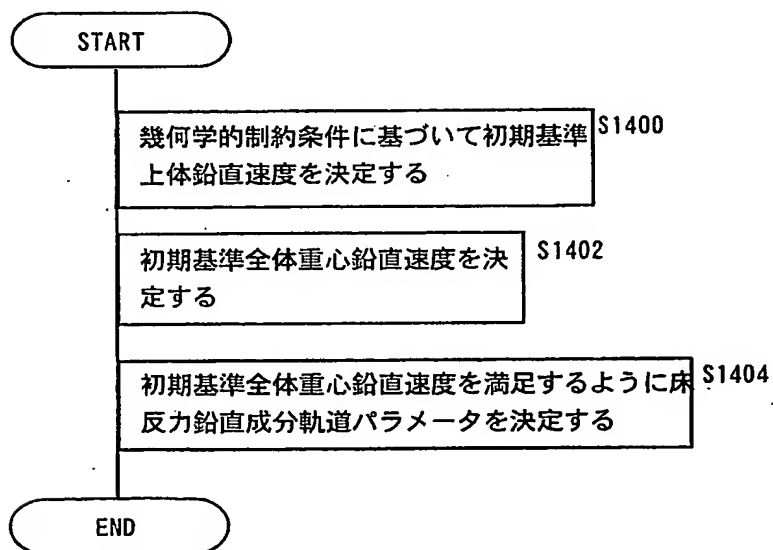 START
幾何学的制約条件に基づいて初期基準
上体鉛直速度を決定する
S1400
初期基準全体重心鉛直速度を決
定する
S1402
初期基準全体重心鉛直速度を満足するように床
反力鉛直成分軌道パラメータを決定する
S1404
END